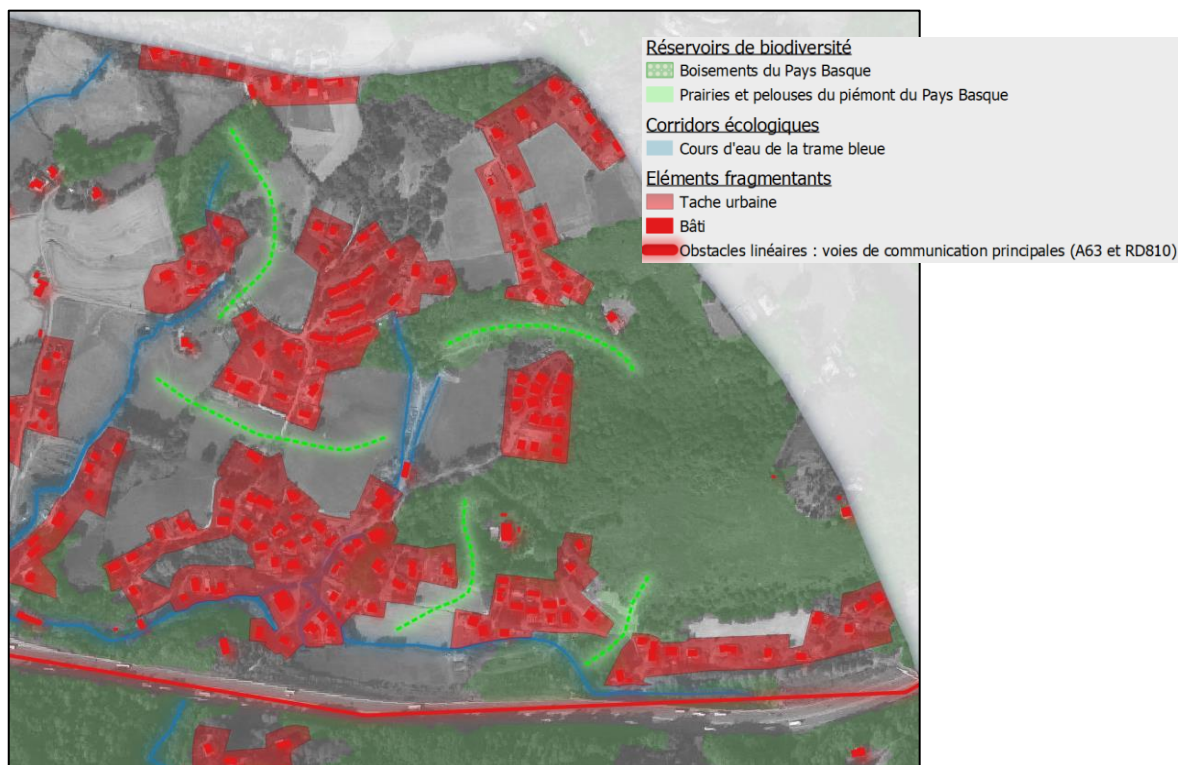 Réservoirs de biodiversité
Boisements du Pays Basque
Prairies et pelouses du piémont du Pays Basque
Corridors écologiques
Cours d'eau de la trame bleue
Eléments fragmentants
Tache urbaine
Bâti
Obstacles linéaires : voies de communication principales (A63 et RD810)